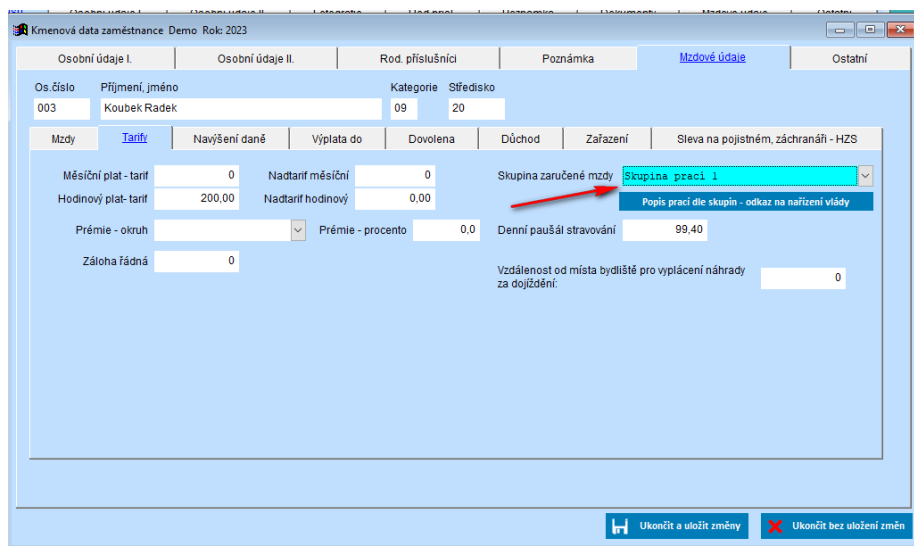 Kmenová data zaměstnance Demo Rok: 2023
Osobní údaje I. Osobní údaje II. Rod. příslušníci Poznámka Mzdové údaje Ostatní
Os.číslo Příjmení, jméno Kategorie Středisko
003 Koubek Radek 09 20
Mzdy Tarify Navýšení daně Výplata do Dovolena Důchod Zařazení Sleva na pojistném, záchranáři - HZS
Měsíční plat - tarif 0 Nadtarif měsíční 0 Skupina zaručené mzdy Skupina prací 1
Hodinový plat- tarif 200,00 Nadtarif hodinový 0,00 Popis prací dle skupin - odkaz na nařízení vlády
Prémie - okruh Prémie - procento 0,0 Denní paušál stravování 99,40
Záloha řádná 0
Vzdálenost od místa bydliště pro vyplácení náhrady
za dojíždění: 0
Ukončit a uložit změny Ukončit bez uložení změn